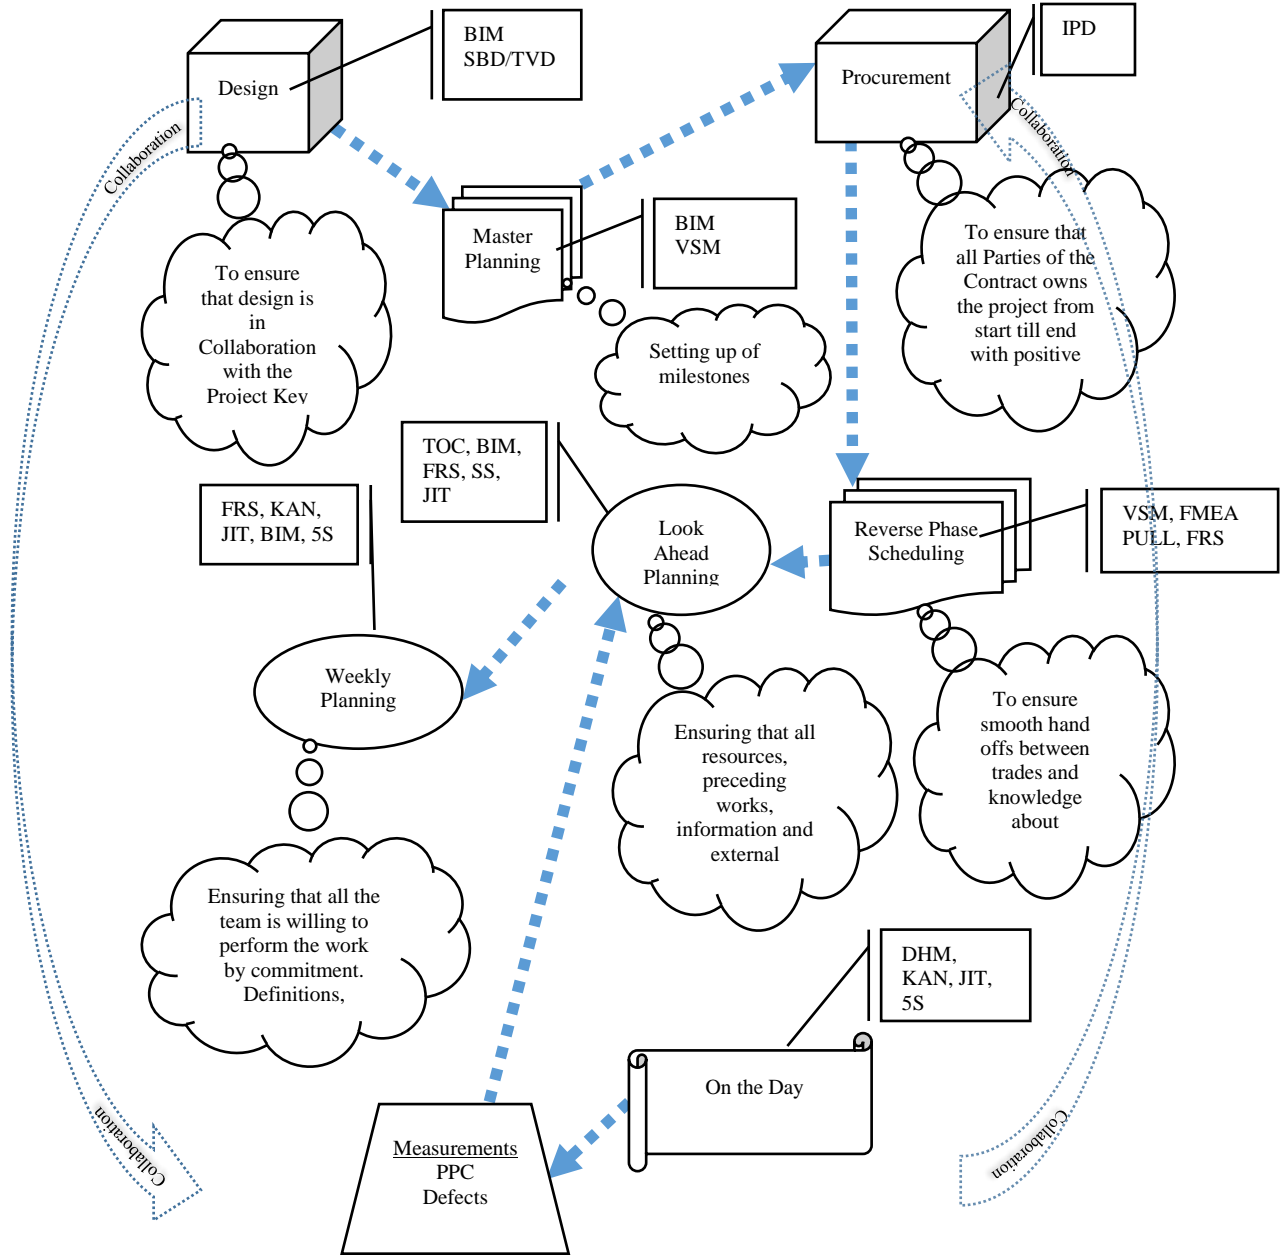 Design
BIM
SBD/TVD
Procurement
IPD
Collaboration
Collaboration
Master
Planning
BIM
VSM
To ensure
that design is
in
Collaboration
with the
Project Key
Setting up of
milestones
To ensure that
all Parties of the
Contract owns
the project from
start till end
with positive
TOC, BIM,
FRS, SS,
JIT
FRS, KAN,
JIT, BIM, 5S
Look
Ahead
Planning
Reverse Phase
Scheduling
VSM, FMEA
PULL, FRS
Weekly
Planning
Ensuring that all
resources,
preceding
works,
information and
external
To ensure
smooth hand
offs between
trades and
knowledge
about
Ensuring that all the
team is willing to
perform the work
by commitment.
Definitions,
DHM,
KAN, JIT,
5S
On the Day
Measurements
PPC
Defects
Collaboration
Collaboration